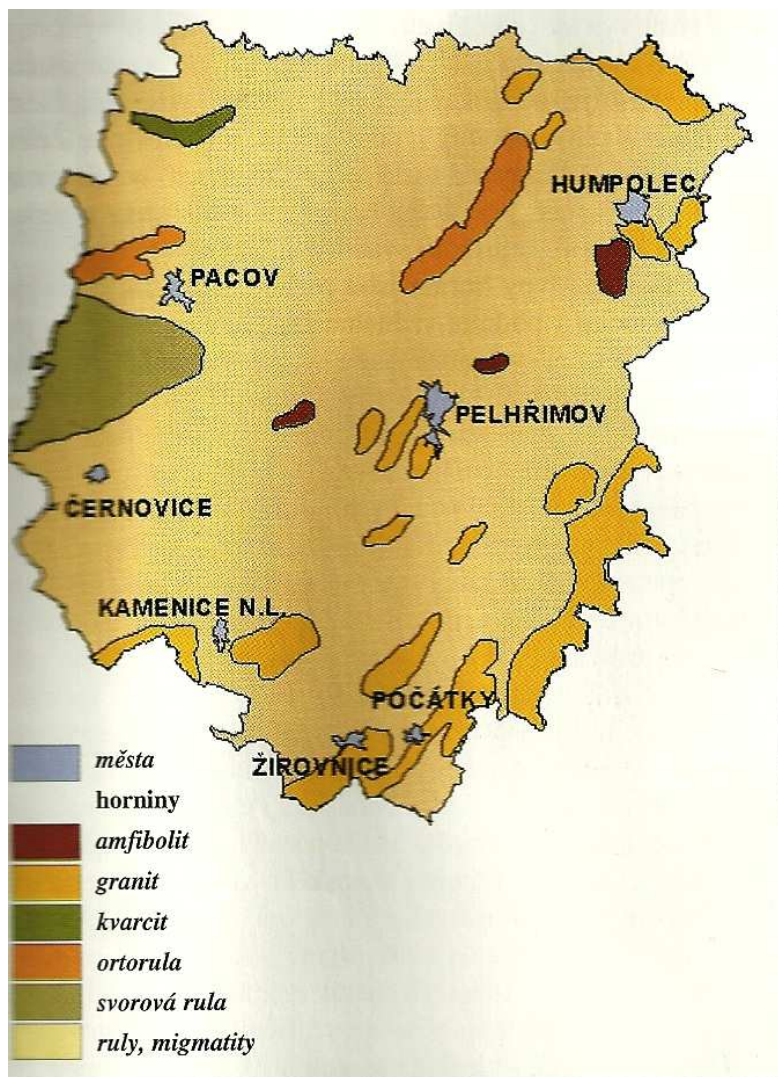 HUMPOLEC
PACOV
PELHŘIMOV
ČERNOVICE
KAMENICE N.L.
POČÁTKY
ŽIROVNICE
města
horniny
amfibolit
granit
kvarcit
ortorula
svorová rula
ruly, migmatity